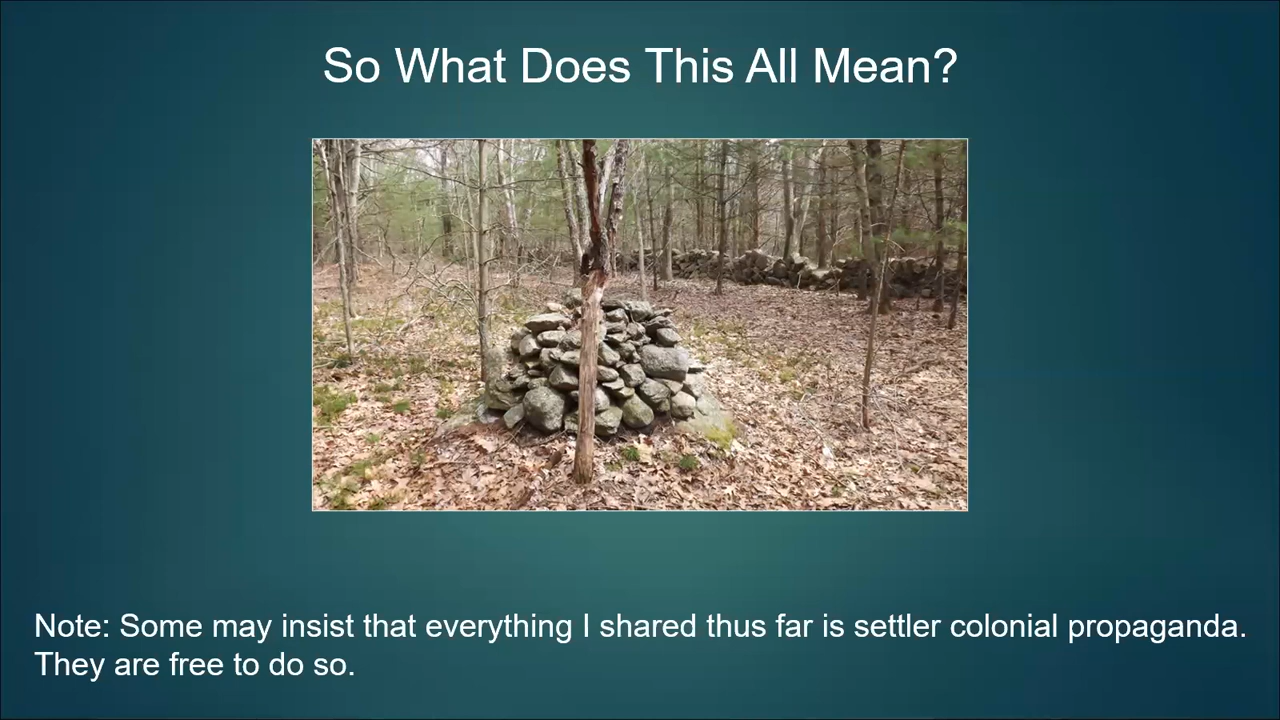 So What Does This All Mean?
Note: Some may insist that everything I shared thus far is settler colonial propaganda.
They are free to do so.